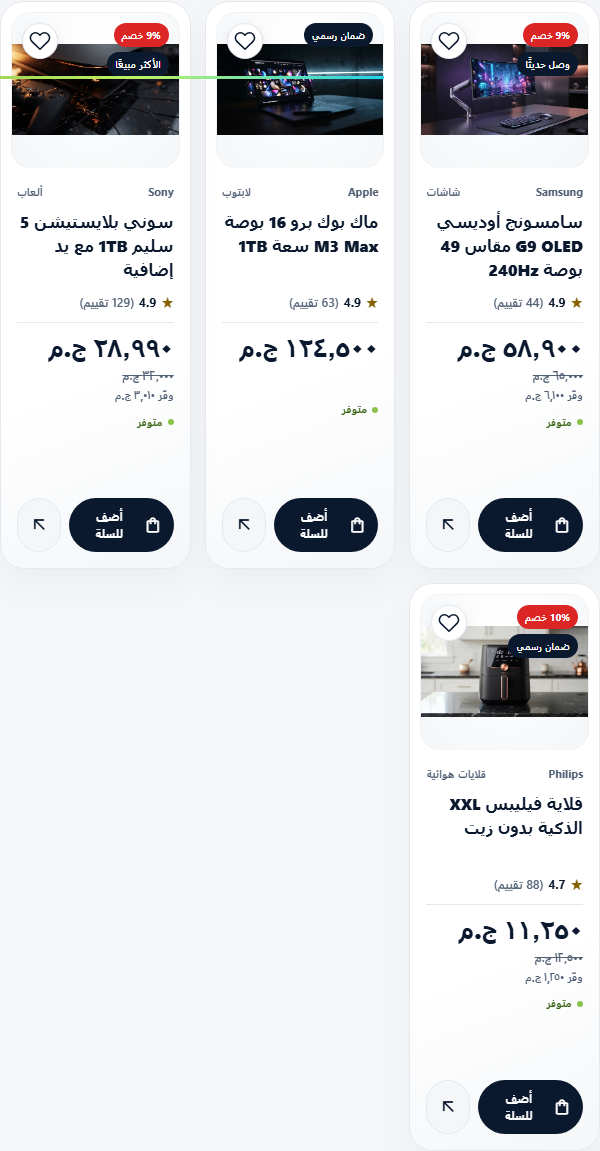 9% خصم
وصل حديثًا
Samsung
شاشات
سامسونج أوديسي
G9 OLED مقاس 49
بوصة 240Hz
★ 4.9 (44 تقييم)
٥٨,٩٠٠ ج.م
٦٥,٠٠٠ ج.م
وفّر ٦,١٠٠ ج.م
متوفر
أضف
للسلة
ضمان رسمي
Apple
لابتوب
ماك بوك برو 16 بوصة
M3 Max سعة 1TB
★ 4.9 (63 تقييم)
١٢٤,٥٠٠ ج.م
متوفر
أضف
للسلة
9% خصم
الأكثر مبيعًا
Sony
ألعاب
سوني بلايستيشن 5
سليم 1TB مع يد
إضافية
★ 4.9 (129 تقييم)
٢٨,٩٩٠ ج.م
٣٢,٠٠٠ ج.م
وفّر ٣,٠١٠ ج.م
متوفر
أضف
للسلة
10% خصم
ضمان رسمي
Philips
قلايات هوائية
قلاية فيليبس XXL
الذكية بدون زيت
★ 4.7 (88 تقييم)
١١,٢٥٠ ج.م
١٢,٥٠٠ ج.م
وفّر ١,٢٥٠ ج.م
متوفر
أضف
للسلة